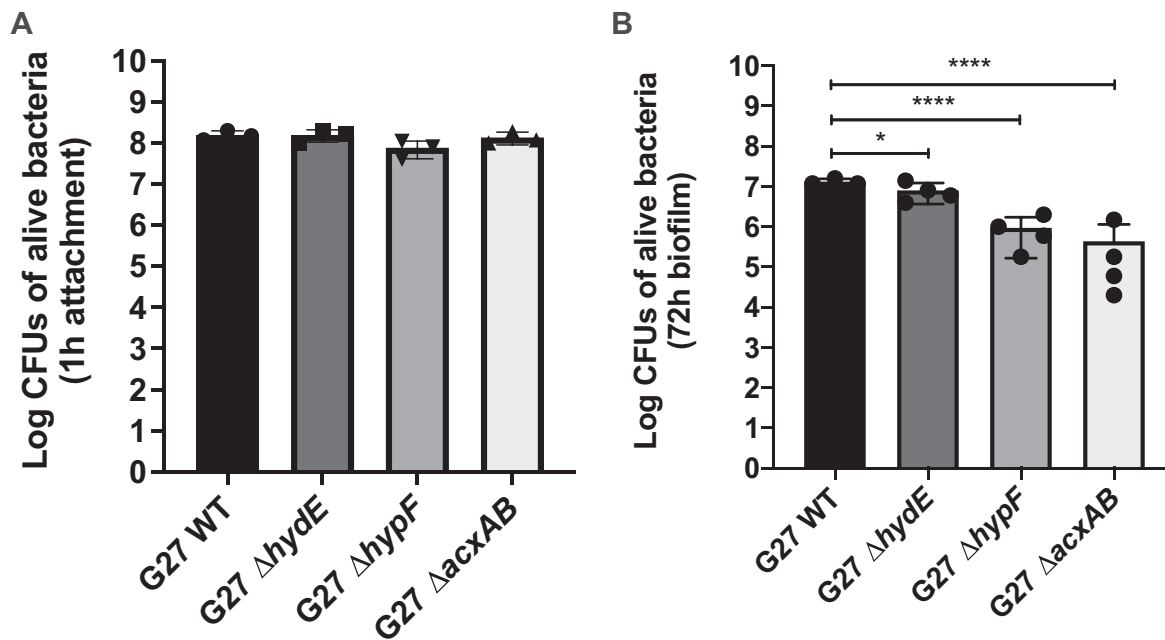 A
Log CFUs of alive bacteria
(1h attachment)
10
9
8
7
6
5
4
3
2
1
0
G27 WT
G27 ΔhydE
G27 ΔhypF
G27 ΔacxAB
B
Log CFUs of alive bacteria
(72h biofilm)
10
9
8
7
6
5
4
3
2
1
0
****
****
*
G27 WT
G27 ΔhydE
G27 ΔhypF
G27 ΔacxAB